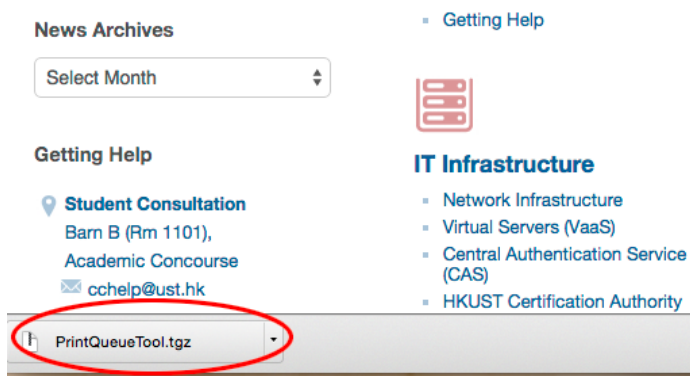 News Archives
Select Month
Getting Help
Student Consultation
Barn B (Rm 1101),
Academic Concourse
cchelp@ust.hk
Getting Help
IT Infrastructure
Network Infrastructure
Virtual Servers (VaaS)
Central Authentication Service
(CAS)
HKUST Certification Authority
PrintQueueTool.tgz